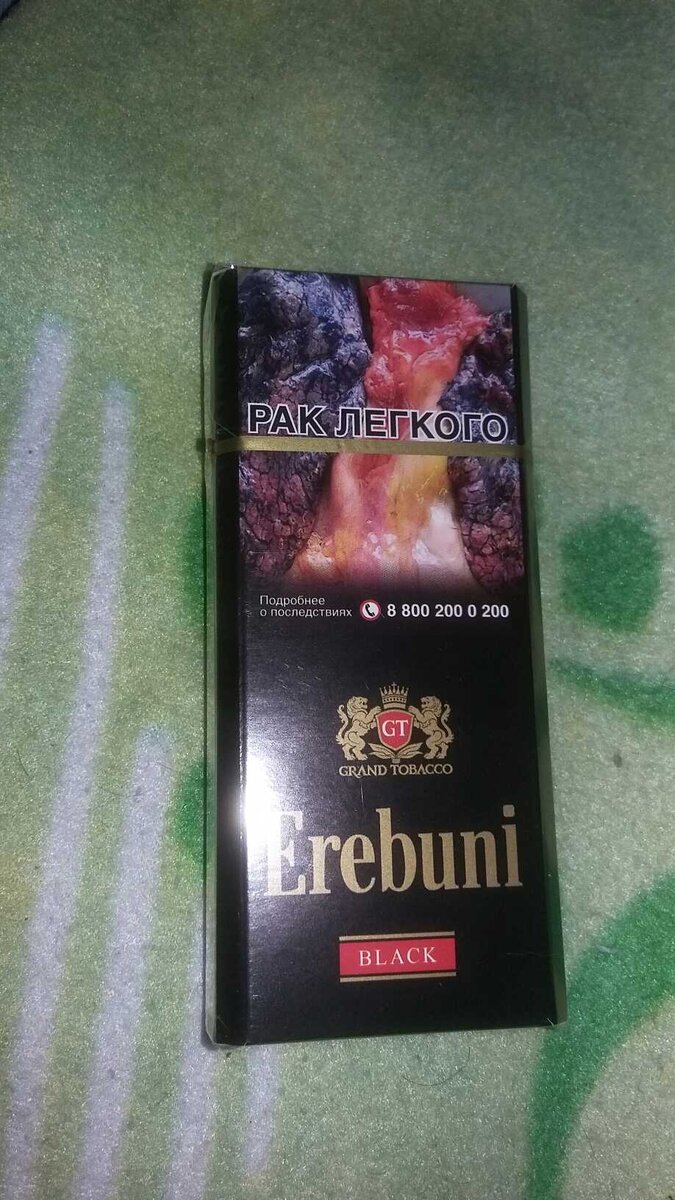 РАК ЛЕГКОГО
Подробнее
о последствиях 8 800 200 0 200
GT
GRAND TOBACCO
Erebuni
BLACK